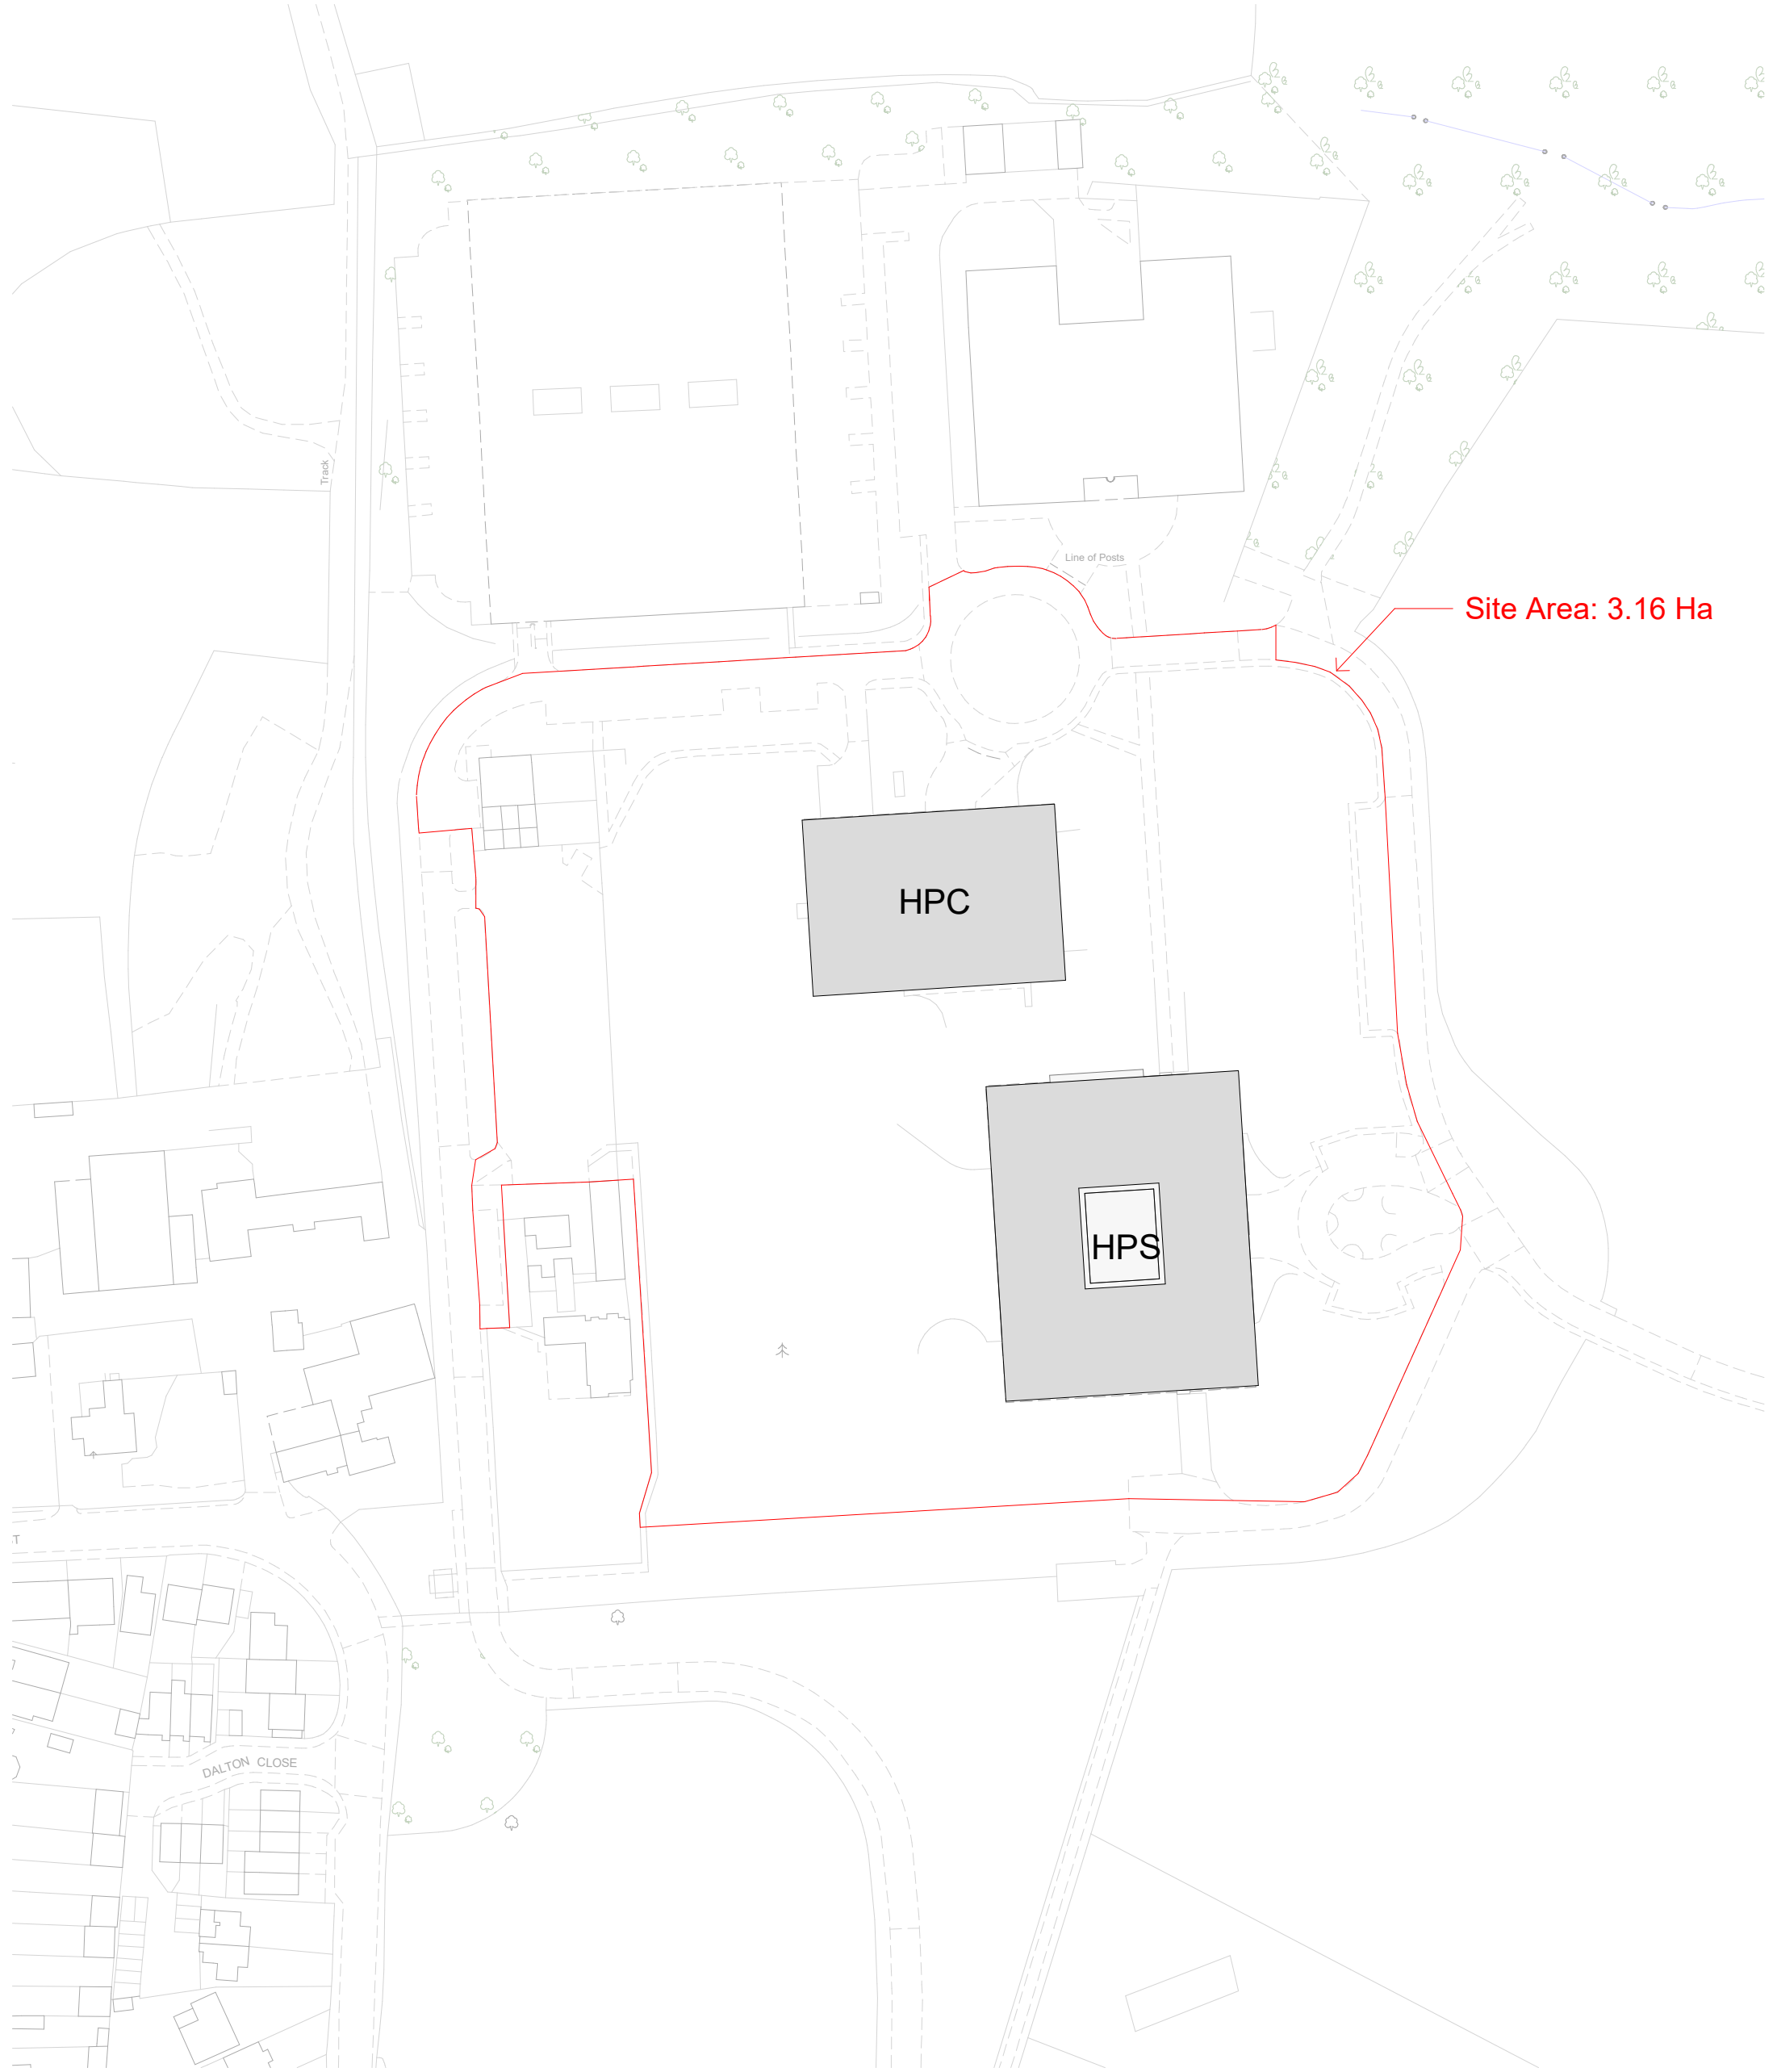 Track
Line of Posts
Site Area: 3.16 Ha
HPC
HPS
DALTON CLOSE